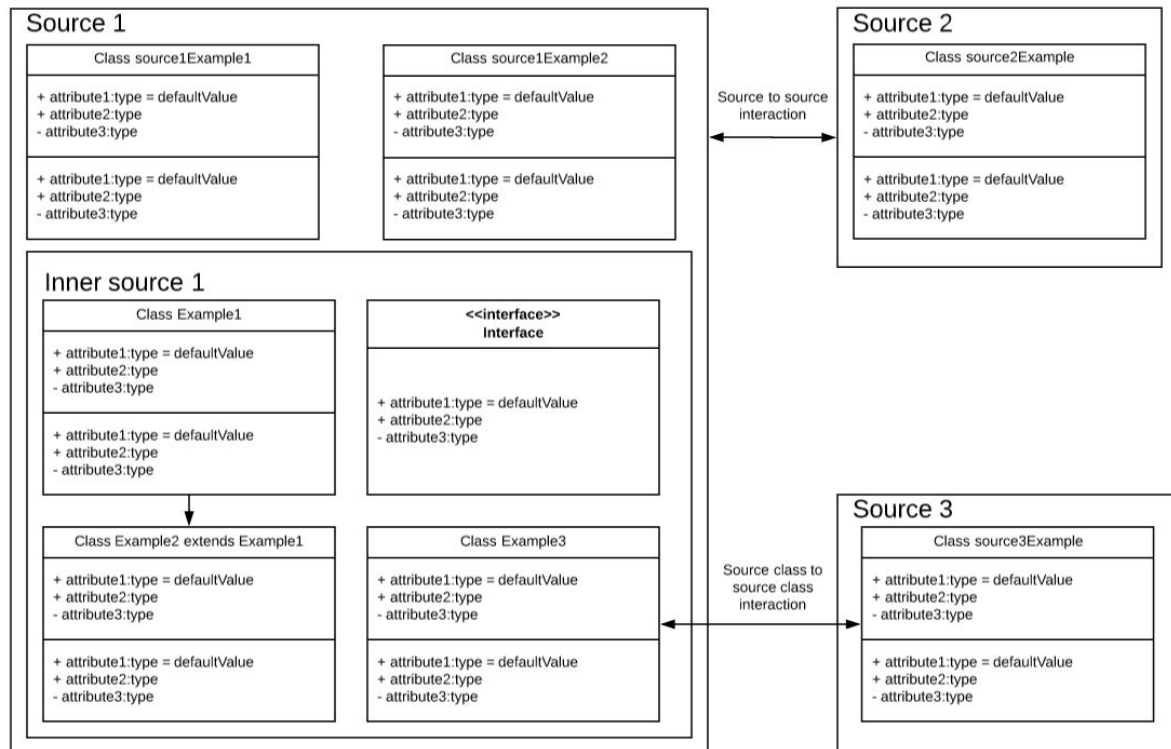 Source 1
Class source1Example1
+ attribute1:type = defaultValue
+ attribute2:type
- attribute3:type
+ attribute1:type = defaultValue
+ attribute2:type
- attribute3:type
Class source1Example2
+ attribute1:type = defaultValue
+ attribute2:type
- attribute3:type
+ attribute1:type = defaultValue
+ attribute2:type
- attribute3:type
Source to source
interaction
Source 2
Class source2Example
+ attribute1:type = defaultValue
+ attribute2:type
- attribute3:type
+ attribute1:type = defaultValue
+ attribute2:type
- attribute3:type
Inner source 1
Class Example1
+ attribute1:type = defaultValue
+ attribute2:type
- attribute3:type
+ attribute1:type = defaultValue
+ attribute2:type
- attribute3:type
<<interface>>
Interface
+ attribute1:type = defaultValue
+ attribute2:type
- attribute3:type
Class Example2 extends Example1
+ attribute1:type = defaultValue
+ attribute2:type
- attribute3:type
+ attribute1:type = defaultValue
+ attribute2:type
- attribute3:type
Class Example3
+ attribute1:type = defaultValue
+ attribute2:type
- attribute3:type
+ attribute1:type = defaultValue
+ attribute2:type
- attribute3:type
Source class to
source class
interaction
Source 3
Class source3Example
+ attribute1:type = defaultValue
+ attribute2:type
- attribute3:type
+ attribute1:type = defaultValue
+ attribute2:type
- attribute3:type